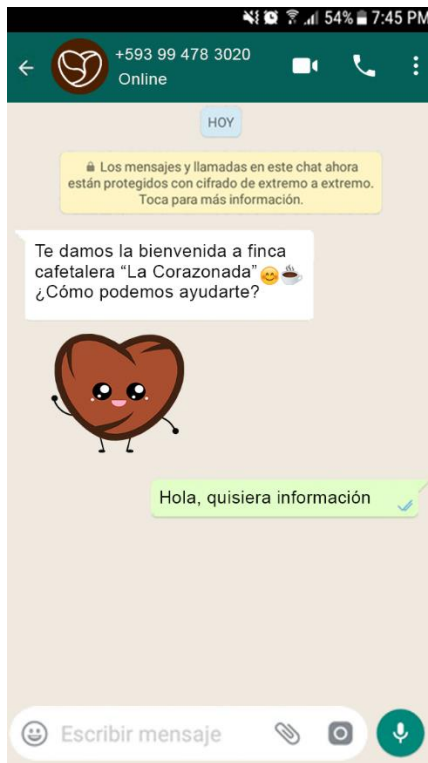 54% 7:45 PM
+593 99 478 3020
Online
HOY
Los mensajes y llamadas en este chat ahora
están protegidos con cifrado de extremo a extremo.
Toca para más información.
Te damos la bienvenida a finca
cafetalera “La Corazonada”😊☕
¿Cómo podemos ayudarte?
Hola, quisiera información
Escribir mensaje